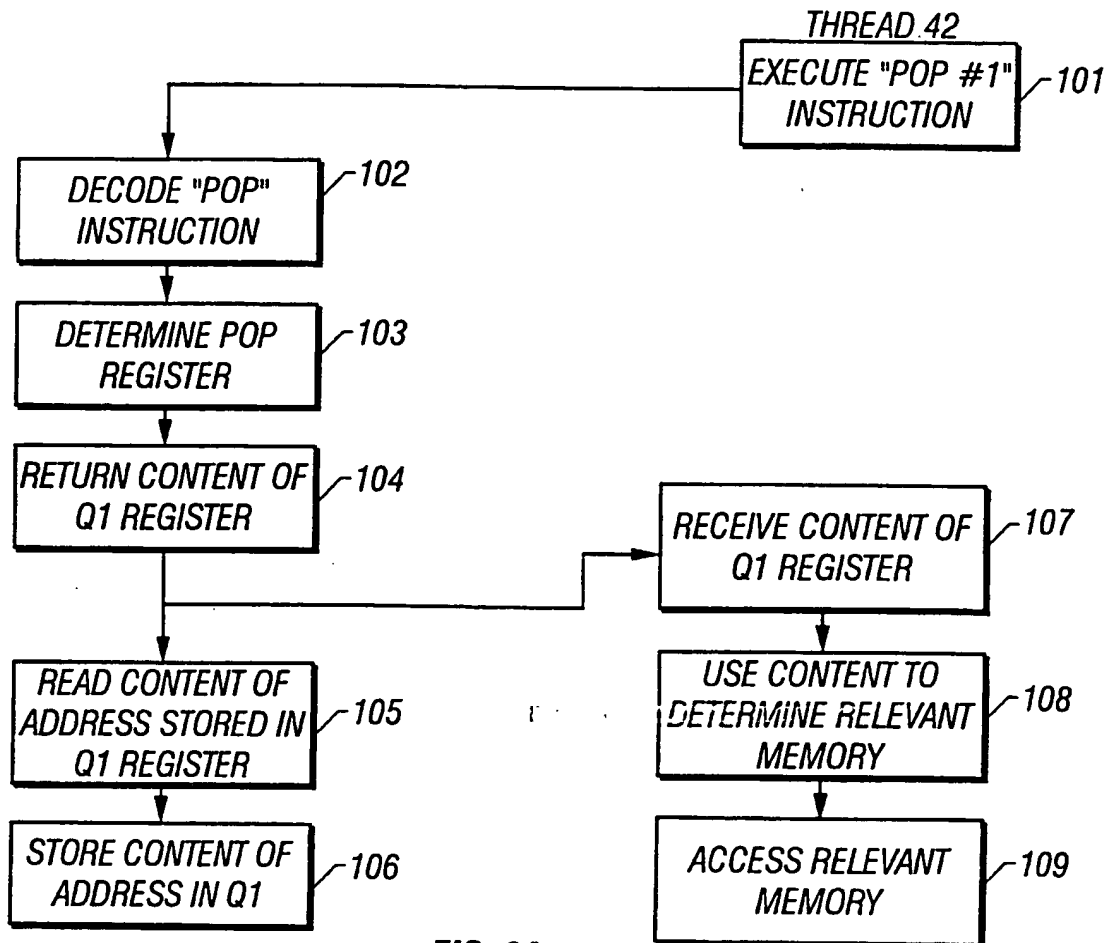 THREAD 42
EXECUTE "POP #1"
INSTRUCTION
101
DECODE "POP"
INSTRUCTION
102
DETERMINE POP
REGISTER
103
RETURN CONTENT OF
Q1 REGISTER
104
RECEIVE CONTENT OF
Q1 REGISTER
107
READ CONTENT OF
ADDRESS STORED IN
Q1 REGISTER
105
USE CONTENT TO
DETERMINE RELEVANT
MEMORY
108
STORE CONTENT OF
ADDRESS IN Q1
106
ACCESS RELEVANT
MEMORY
109